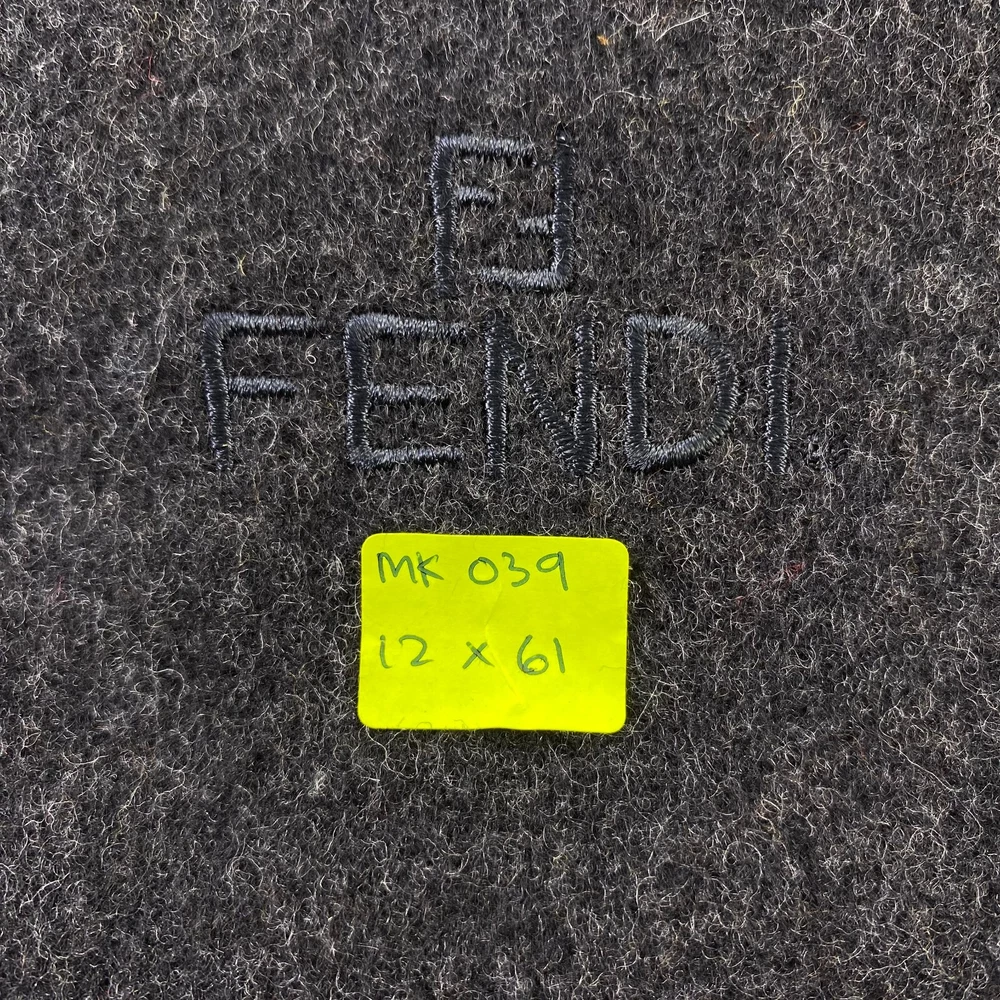 FF
FENDI.
MK 039
12 x 61